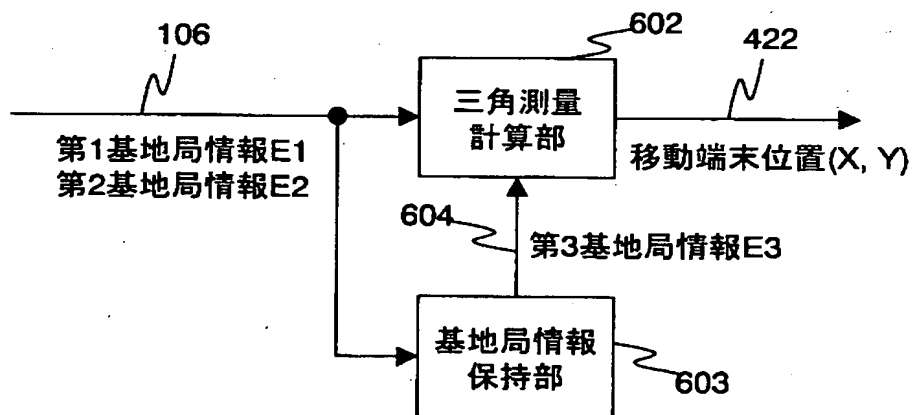 106
602
422
三角測量
計算部
第1基地局情報E1
第2基地局情報E2
移動端末位置(X, Y)
604
第3基地局情報E3
基地局情報
保持部
603